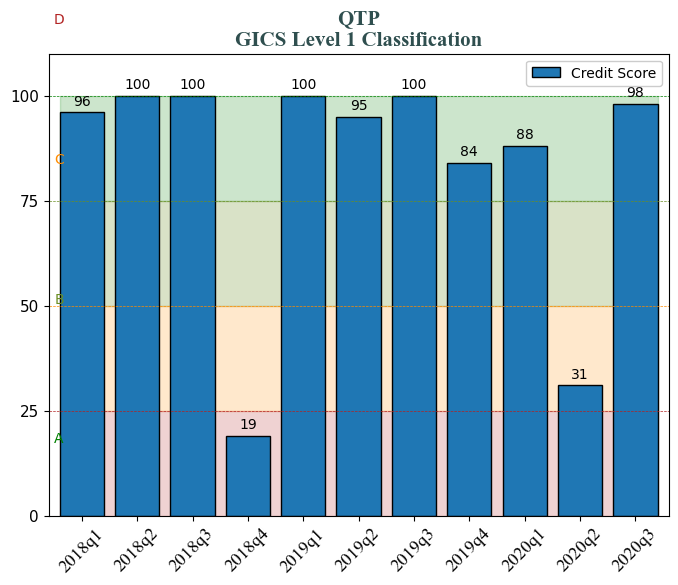 D
QTP
GICS Level 1 Classification
Credit Score
100
96
100
100
100
95
100
84
88
31
98
19
C
75
B
50
25
A
0
2018q1
2018q2
2018q3
2018q4
2019q1
2019q2
2019q3
2019q4
2020q1
2020q2
2020q3